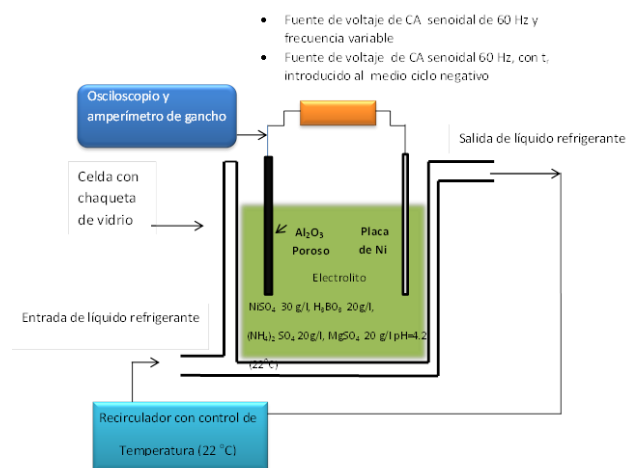 • Fuente de voltaje de CA senoidal de 60 Hz y
frecuencia variable
• Fuente de voltaje de CA senoidal 60 Hz, con t,
introducido al medio ciclo negativo
Osciloscopio y
amperímetro de gancho
Salida de líquido refrigerante
Celda con
chaqueta
de vidrio
Al₂O₃
Poroso
Placa
de Ni
Electrolito
NiSO₄ 30 g/l, H₃BO₃ 20g/l,
(NH₄)₂ SO₄ 20g/l, MgSO₄ 20 g/l pH=4.2
(22°C)
Entrada de líquido refrigerante
Recirculador con control de
Temperatura (22 °C)